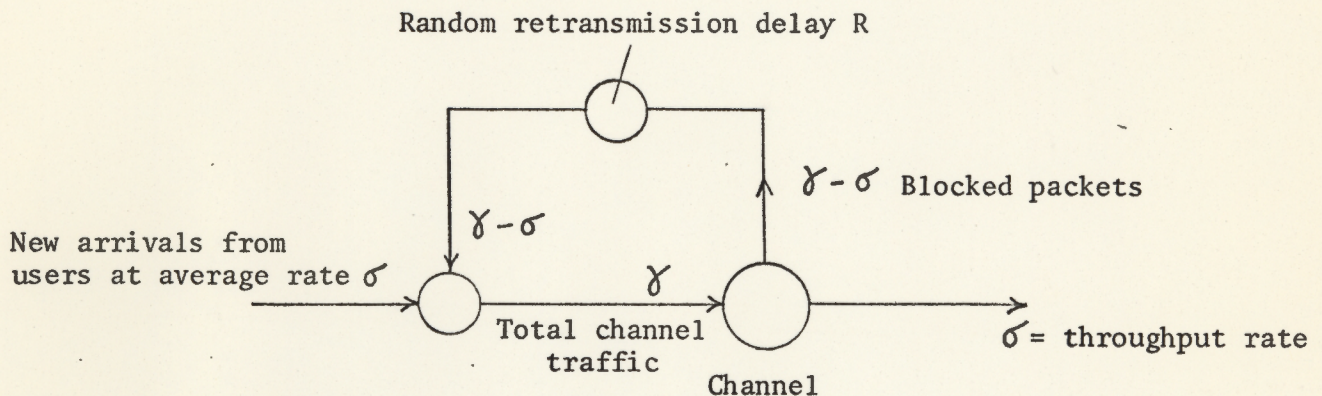 Random retransmission delay R
γ-σ Blocked packets
γ-σ
New arrivals from
users at average rate σ
γ
Total channel
traffic
σ = throughput rate
Channel